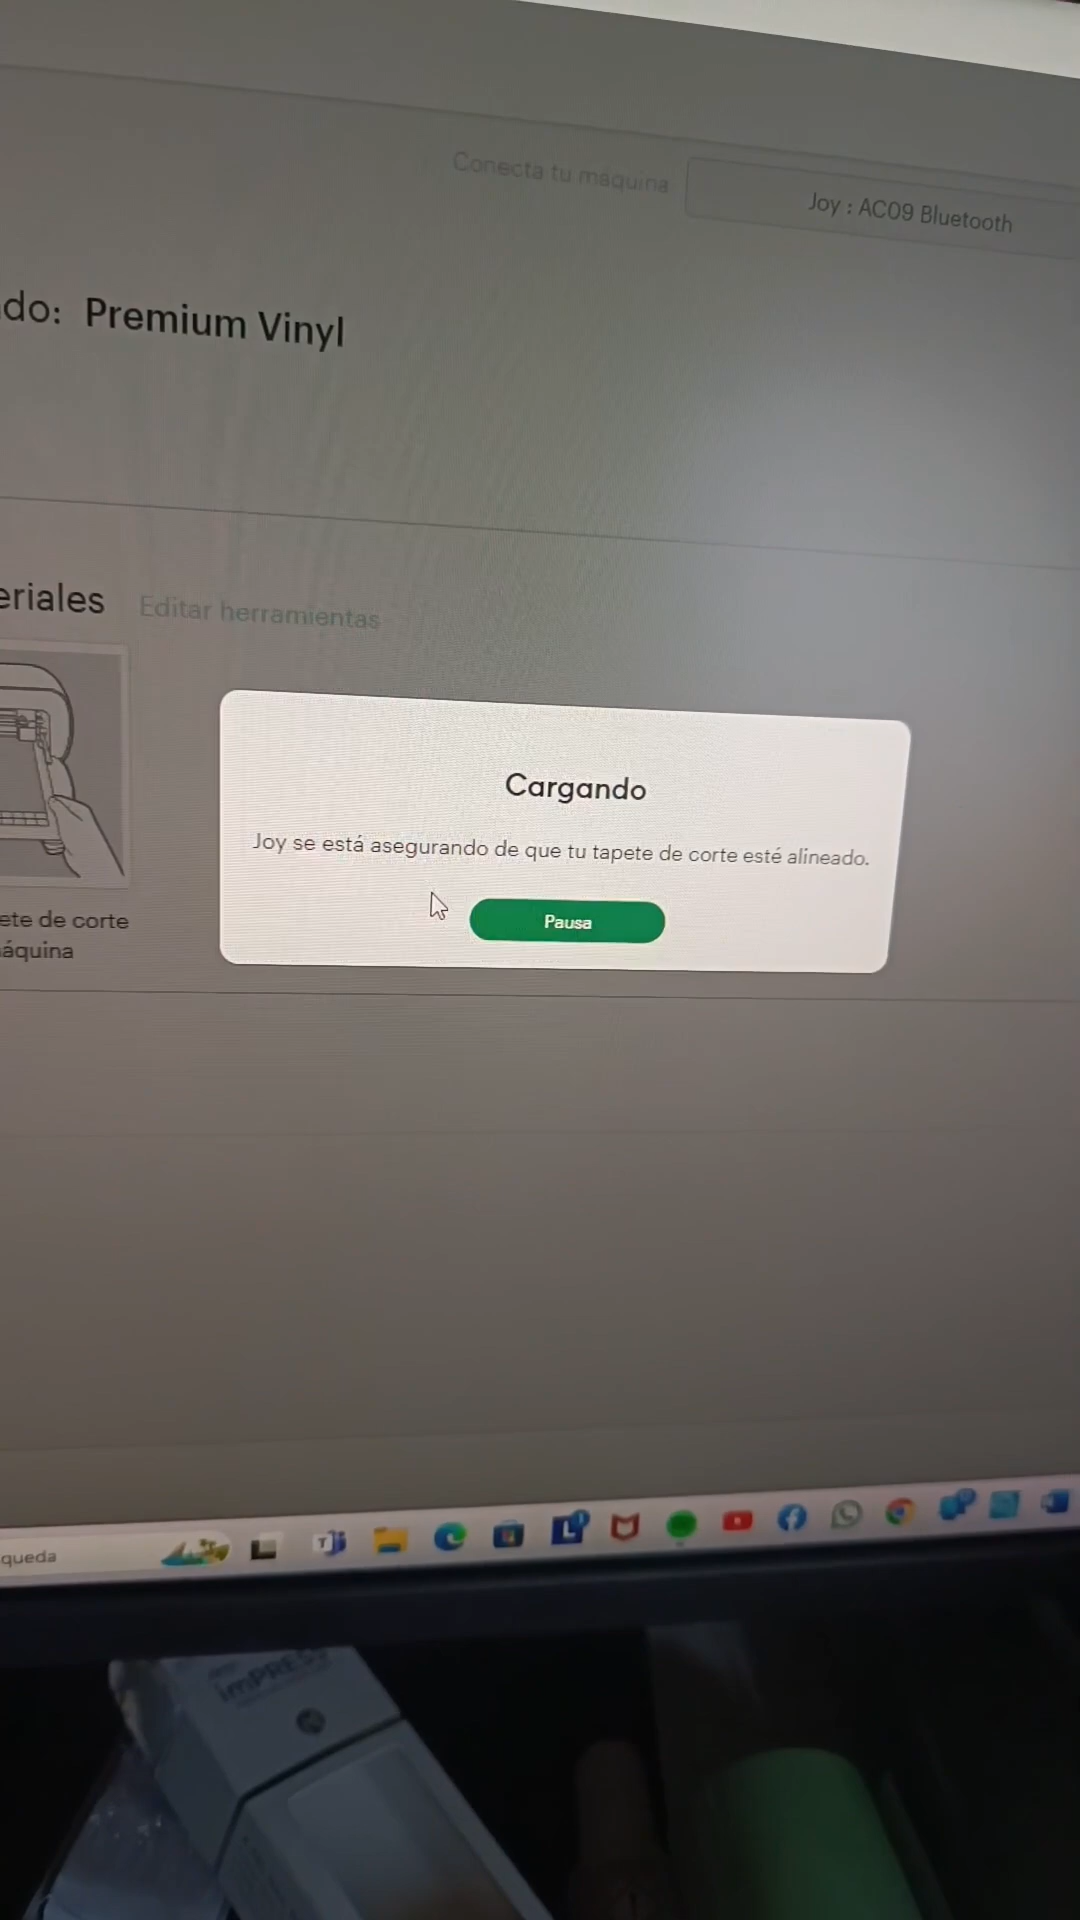 Conecta tu máquina
Joy : AC09 Bluetooth
do: Premium Vinyl
eriales Editar herramientas
Cargando
Joy se está asegurando de que tu tapete de corte esté alineado.
Pausa
ete de corte
áquina
queda
imPRESS